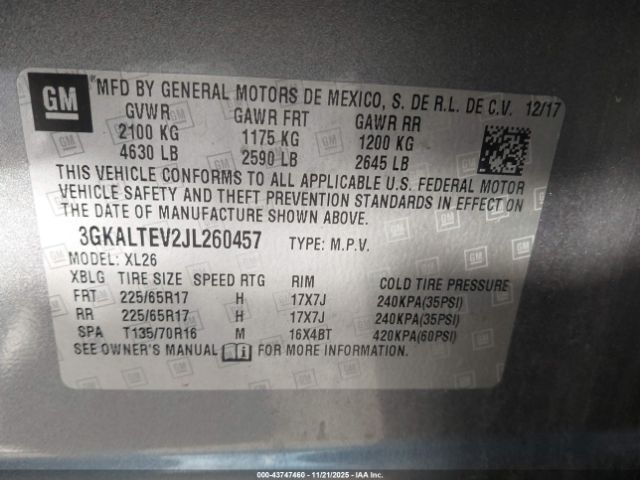 GM
MFD BY GENERAL MOTORS DE MEXICO, S. DE R.L. DE C.V. 12/17
GVWR GAWR FRT GAWR RR
2100 KG 1175 KG 1200 KG
4630 LB 2590 LB 2645 LB
THIS VEHICLE CONFORMS TO ALL APPLICABLE U.S. FEDERAL MOTOR
VEHICLE SAFETY AND THEFT PREVENTION STANDARDS IN EFFECT ON
THE DATE OF MANUFACTURE SHOWN ABOVE.
3GKALTEV2JL260457 TYPE: M.P.V.
MODEL: XL26
XBLG TIRE SIZE SPEED RTG RIM COLD TIRE PRESSURE
FRT 225/65R17 H 17X7J 240KPA(35PSI)
RR 225/65R17 H 17X7J 240KPA(35PSI)
SPA T135/70R16 M 16X4BT 420KPA(60PSI)
SEE OWNER'S MANUAL i FOR MORE INFORMATION.
00-43747460 - 11/21/2025 - IAA Inc.